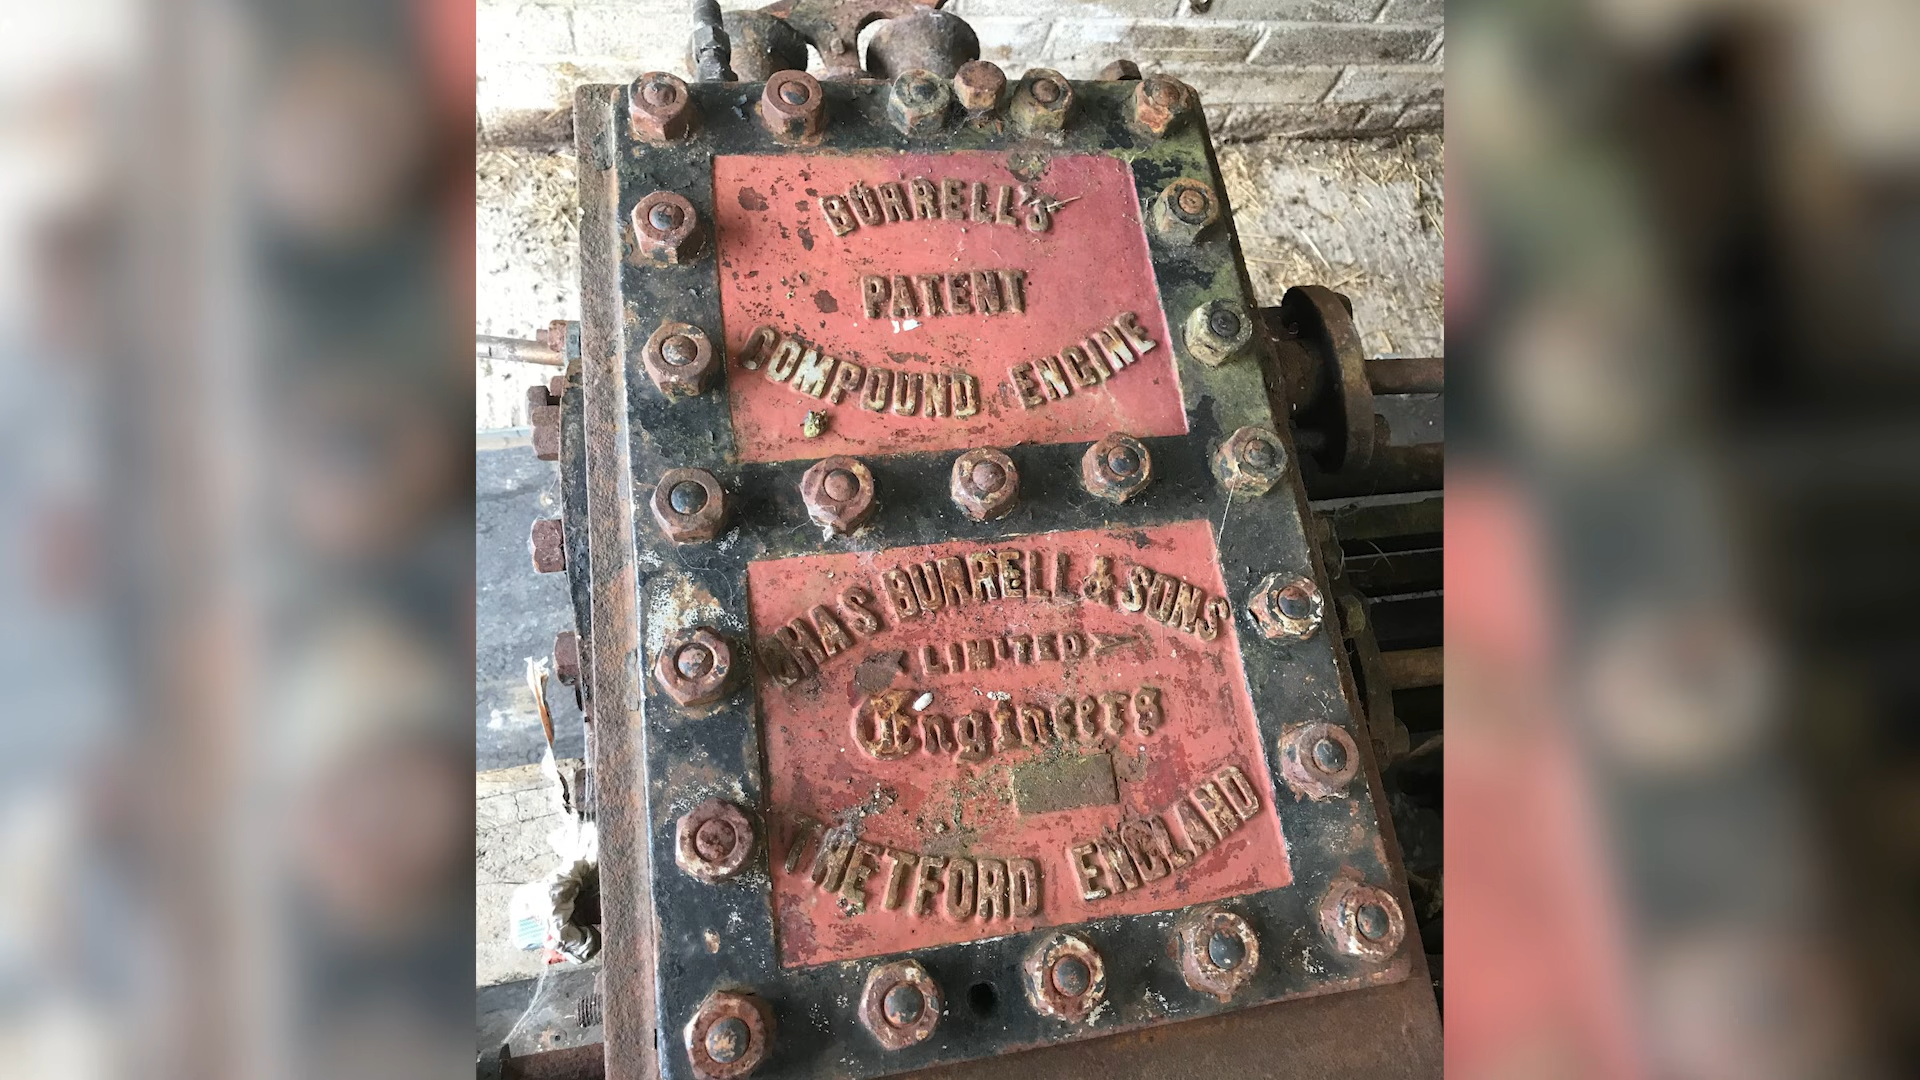 BURRELL'S
PATENT
COMPOUND ENGINE
CHAS BURRELL & SONS
LIMITED
Engineers
THETFORD ENGLAND